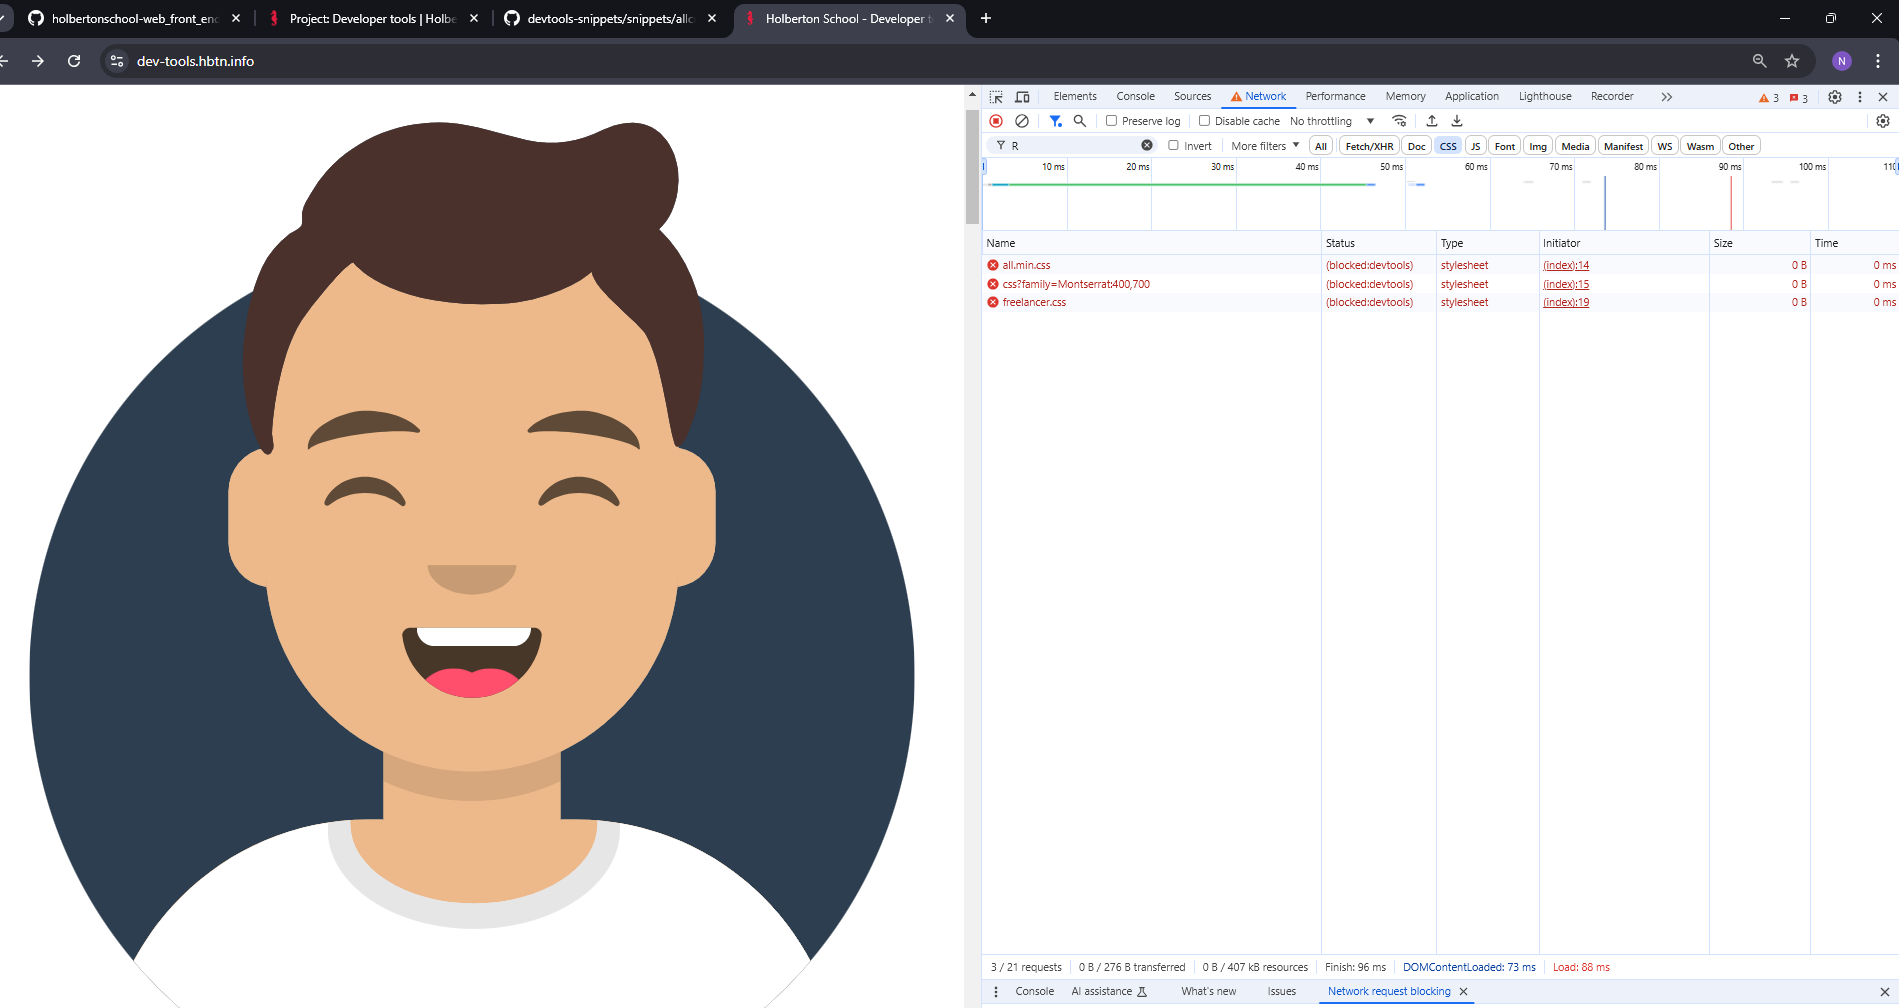 holbertonschool-web_front_end
Project: Developer tools | Holbe
devtools-snippets/snippets/allco
Holberton School - Developer t
dev-tools.hbtn.info
N
Elements Console Sources Network Performance Memory Application Lighthouse Recorder
3 3
Preserve log Disable cache No throttling
R
Invert More filters All Fetch/XHR Doc CSS JS Font Img Media Manifest WS Wasm Other
10 ms 20 ms 30 ms 40 ms 50 ms 60 ms 70 ms 80 ms 90 ms 100 ms 110
Name Status Type Initiator Size Time
all.min.css (blocked:devtools) stylesheet (index):14 0 B 0 ms
css?family=Montserrat:400,700 (blocked:devtools) stylesheet (index):15 0 B 0 ms
freelancer.css (blocked:devtools) stylesheet (index):19 0 B 0 ms
3 / 21 requests 0 B / 276 B transferred 0 B / 407 kB resources Finish: 96 ms DOMContentLoaded: 73 ms Load: 88 ms
Console AI assistance What's new Issues Network request blocking